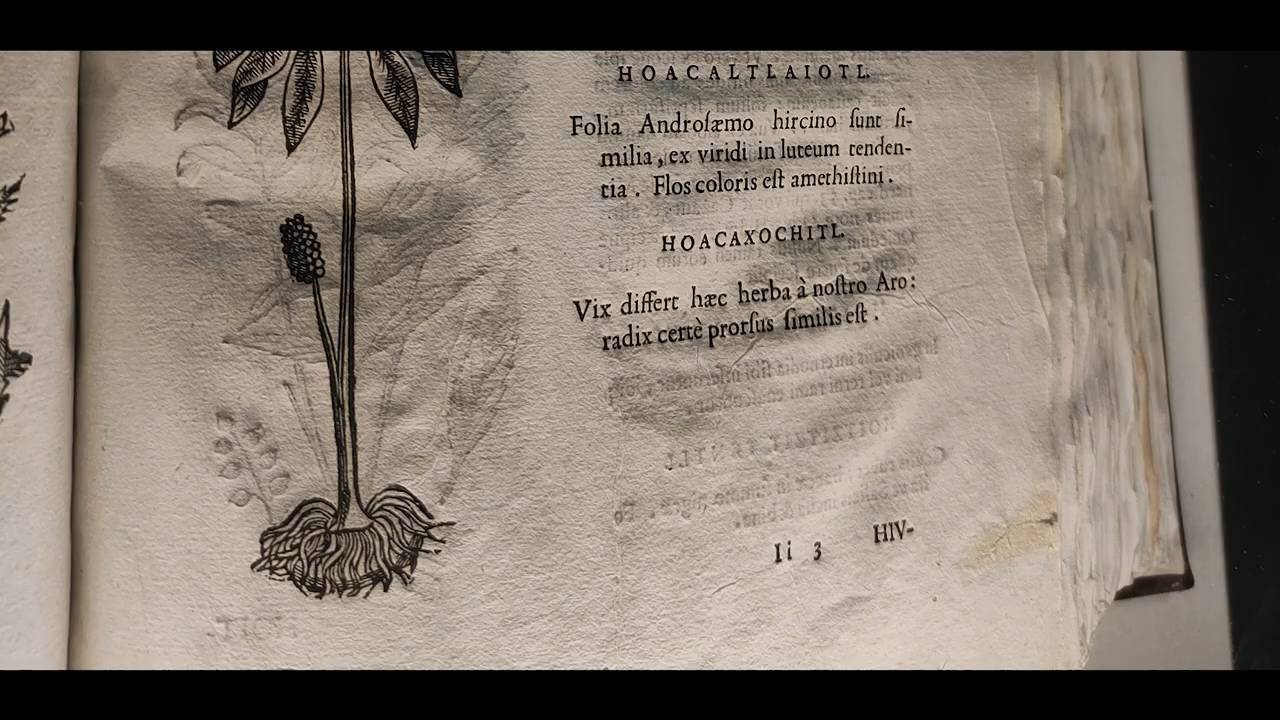 HOACALTLAIOTL.
Folia Androſæmo hircino ſunt ſi-
milia, ex viridi in luteum tenden-
tia. Flos coloris eſt amethiſtini.
HOACAXOCHITL.
Vix differt hæc herba à noſtro Aro:
radix certè prorſus ſimilis eſt.
Ii 3
HIV-